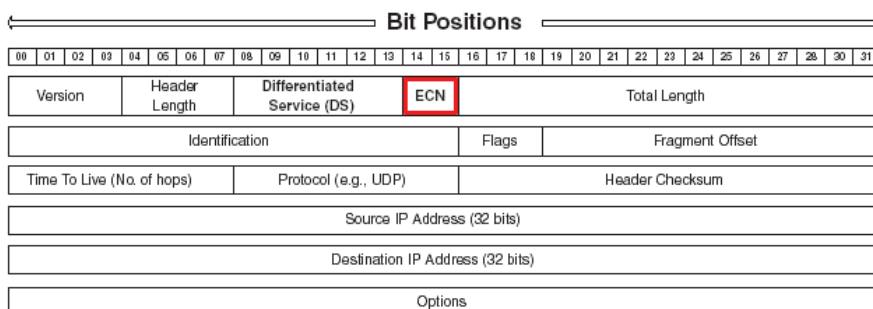 Bit Positions
00 01 02 03 04 05 06 07 08 09 10 11 12 13 14 15 16 17 18 19 20 21 22 23 24 25 26 27 28 29 30 31
Version Header Length Differentiated Service (DS) ECN Total Length
Identification Flags Fragment Offset
Time To Live (No. of hops) Protocol (e.g., UDP) Header Checksum
Source IP Address (32 bits)
Destination IP Address (32 bits)
Options